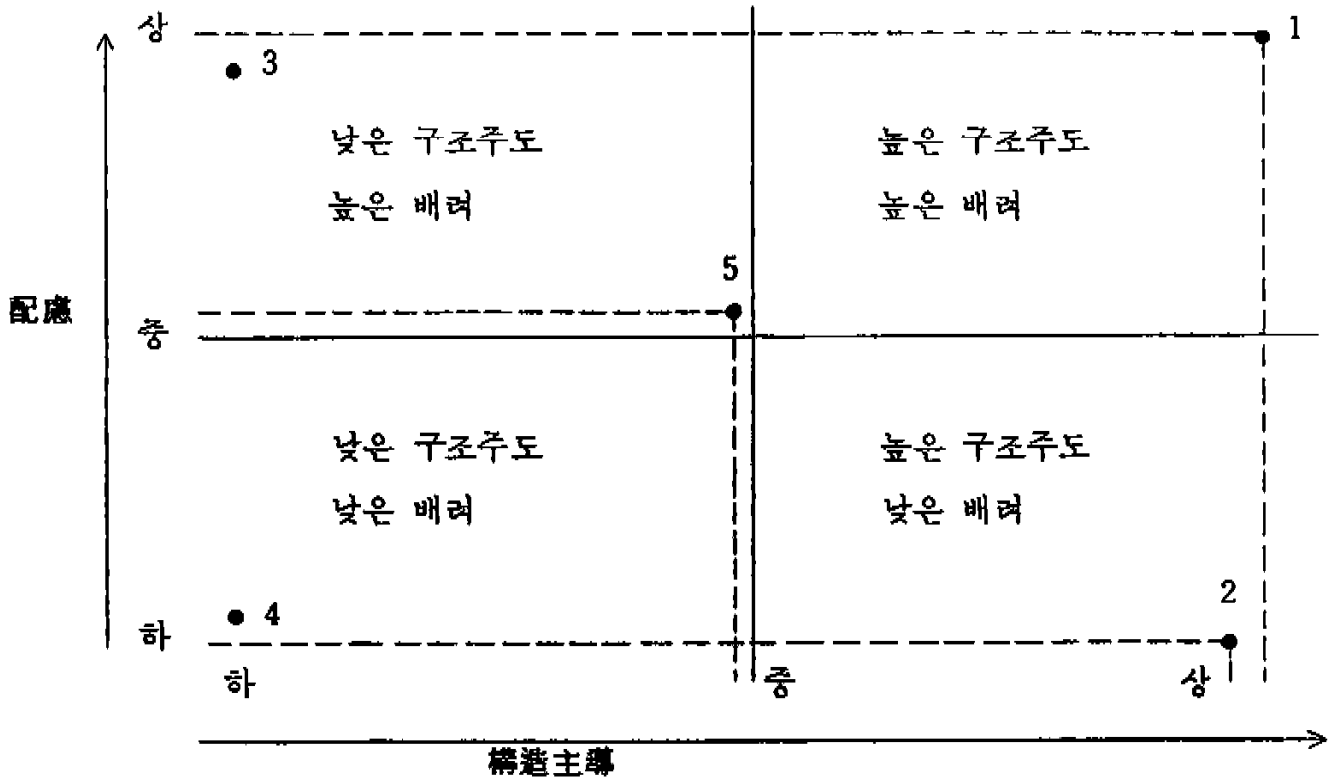 상
1
3
낮은 구조주도
높은 배려
높은 구조주도
높은 배려
5
配慮
중
낮은 구조주도
낮은 배려
높은 구조주도
낮은 배려
2
4
하
하
중
상
構造主導